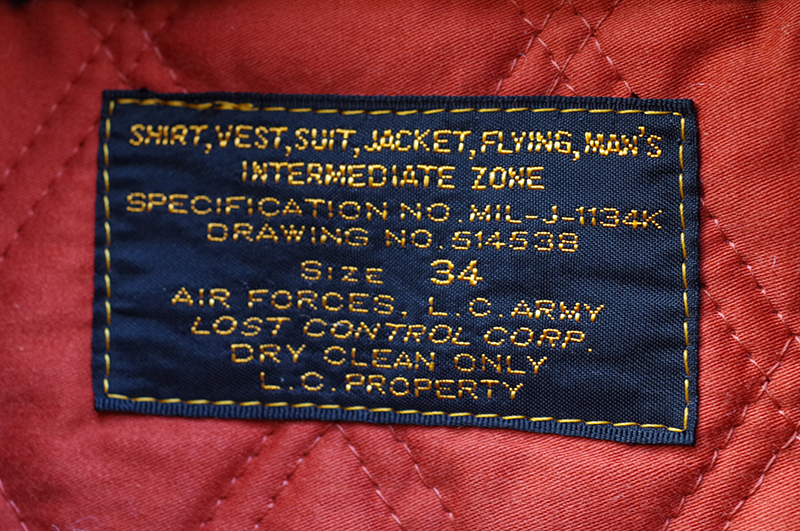 SHIRT,VEST,SUIT,JACKET,FLYING,MAN'S
INTERMEDIATE ZONE
SPECIFICATION NO.MIL-J-1134K
DRAWING NO.514538
SIZE 34
AIR FORCES, L.C.ARMY
LOST CONTROL CORP.
DRY CLEAN ONLY
L.C.PROPERTY